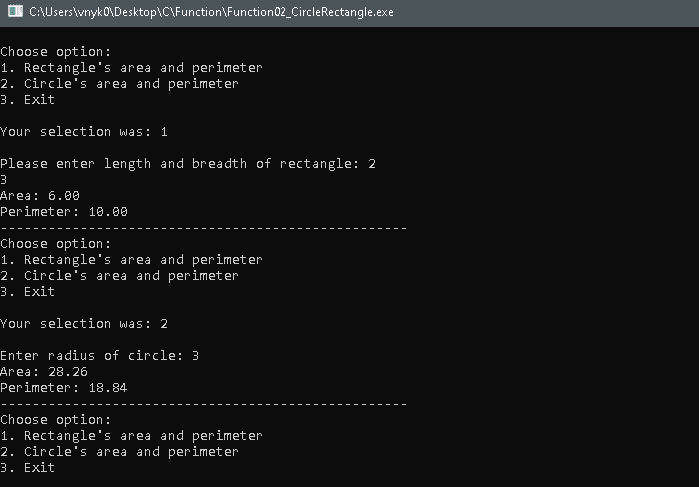 C:\Users\vnyk0\Desktop\C\Function\Function02_CircleRectangle.exe
Choose option:
1. Rectangle's area and perimeter
2. Circle's area and perimeter
3. Exit
Your selection was: 1
Please enter length and breadth of rectangle: 2
3
Area: 6.00
Perimeter: 10.00
---------------------------------------------------
Choose option:
1. Rectangle's area and perimeter
2. Circle's area and perimeter
3. Exit
Your selection was: 2
Enter radius of circle: 3
Area: 28.26
Perimeter: 18.84
---------------------------------------------------
Choose option:
1. Rectangle's area and perimeter
2. Circle's area and perimeter
3. Exit